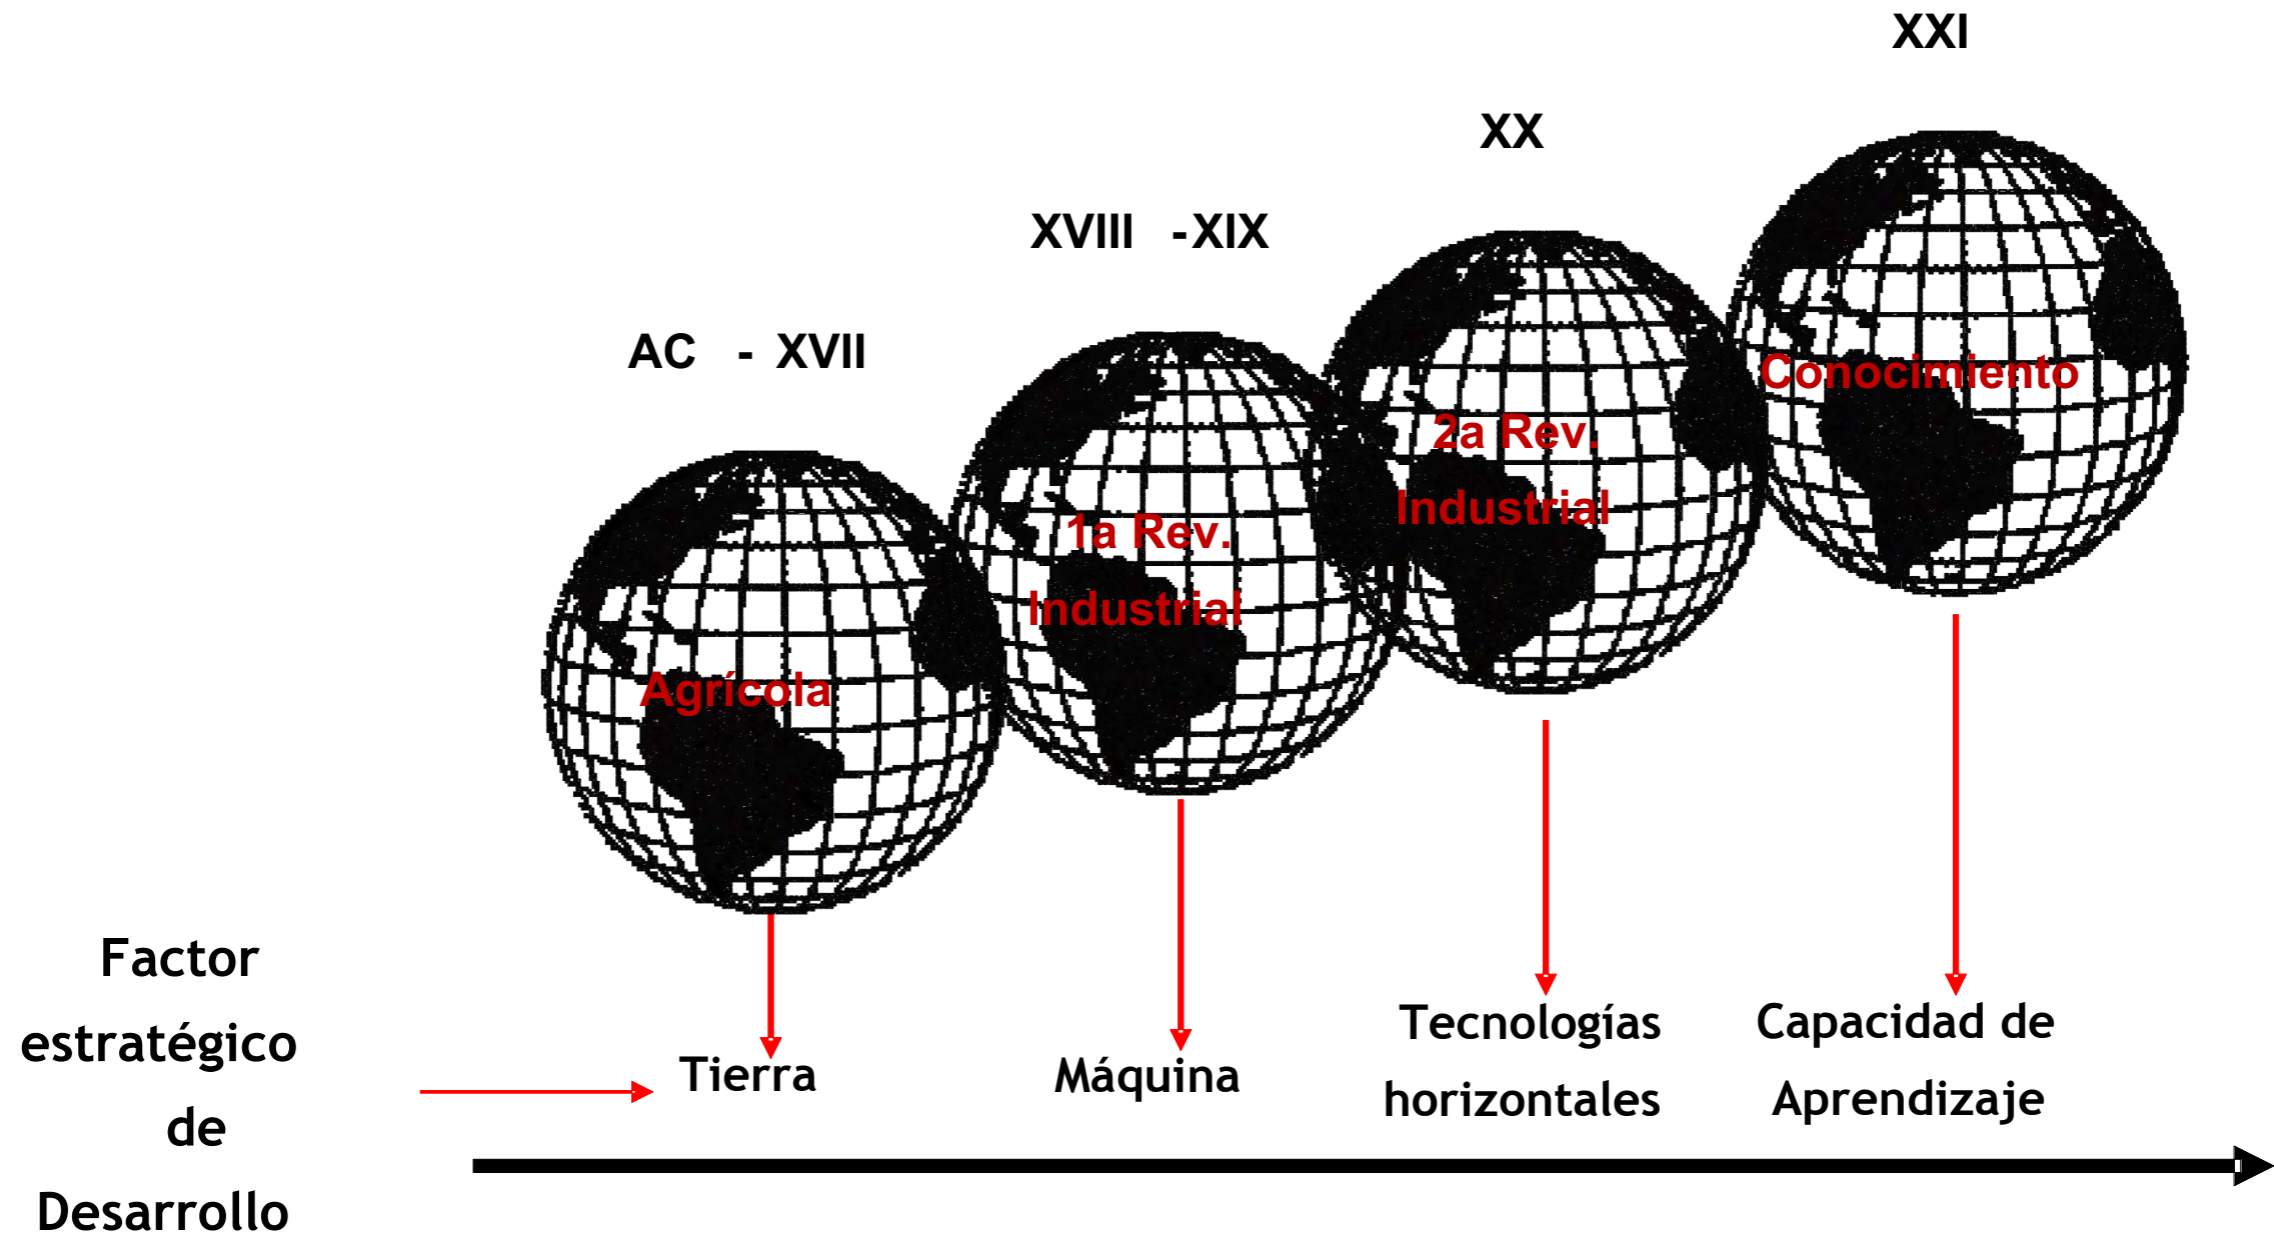 XXI
XX
XVIII - XIX
AC - XVII
Conocimiento
2a Rev.
Industrial
1a Rev.
Industrial
Agrícola
Factor
estratégico
de
Desarrollo
Tierra
Máquina
Tecnologías
horizontales
Capacidad de
Aprendizaje